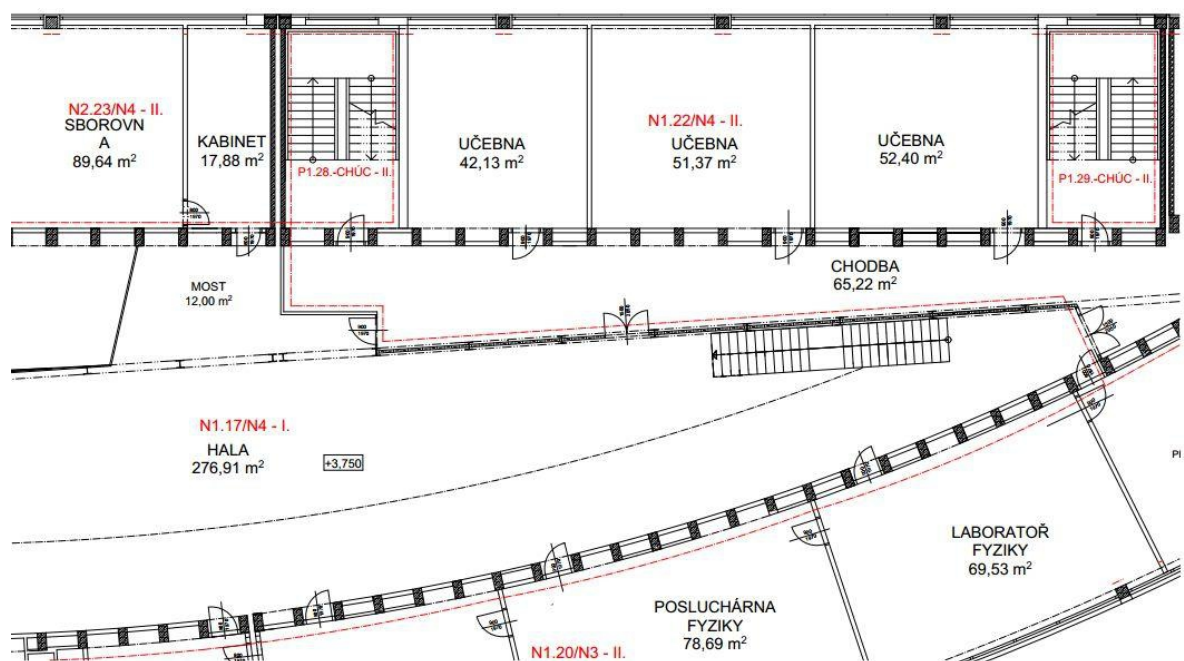 N2.23/N4 - II.
SBOROVN
A
89,64 m²
KABINET
17,88 m²
P1.28.-CHÚC - II.
UČEBNA
42,13 m²
N1.22/N4 - II.
UČEBNA
51,37 m²
UČEBNA
52,40 m²
P1.29.-CHÚC - II.
MOST
12,00 m²
CHODBA
65,22 m²
N1.17/N4 - I.
HALA
276,91 m²
+3,750
LABORATOŘ
FYZIKY
69,53 m²
POSLUCHÁRNA
FYZIKY
78,69 m²
N1.20/N3 - II.